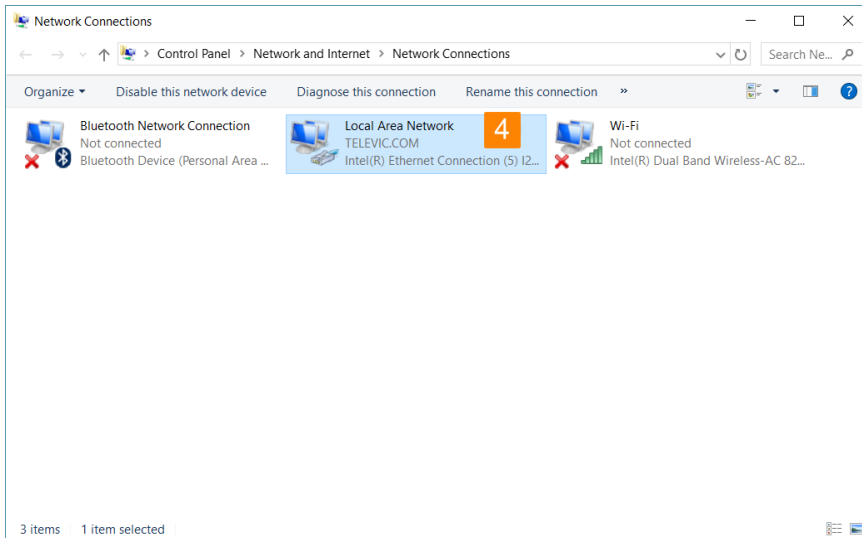 Network Connections
Control Panel > Network and Internet > Network Connections
Search Ne...
Organize Disable this network device Diagnose this connection Rename this connection » ?
Bluetooth Network Connection
Not connected
Bluetooth Device (Personal Area ...
Local Area Network
TELEVIC.COM
Intel(R) Ethernet Connection (5) I2...
4
Wi-Fi
Not connected
Intel(R) Dual Band Wireless-AC 82...
3 items 1 item selected